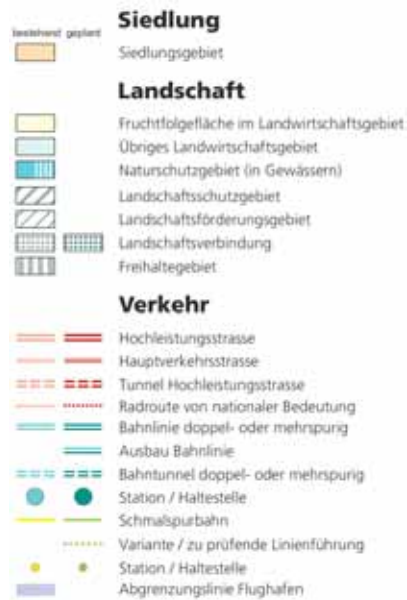 Siedlung
bestehend geplant
Siedlungsgebiet
Landschaft
Fruchtfolgefläche im Landwirtschaftsgebiet
Übriges Landwirtschaftsgebiet
Naturschutzgebiet (in Gewässern)
Landschaftsschutzgebiet
Landschaftsförderungsgebiet
Landschaftsverbindung
Freihaltegebiet
Verkehr
Hochleistungsstrasse
Hauptverkehrsstrasse
Tunnel Hochleistungsstrasse
Radroute von nationaler Bedeutung
Bahnlinie doppel- oder mehrspurig
Ausbau Bahnlinie
Bahntunnel doppel- oder mehrspurig
Station / Haltestelle
Schmalspurbahn
Variante / zu prüfende Linienführung
Station / Haltestelle
Abgrenzungslinie Flughafen